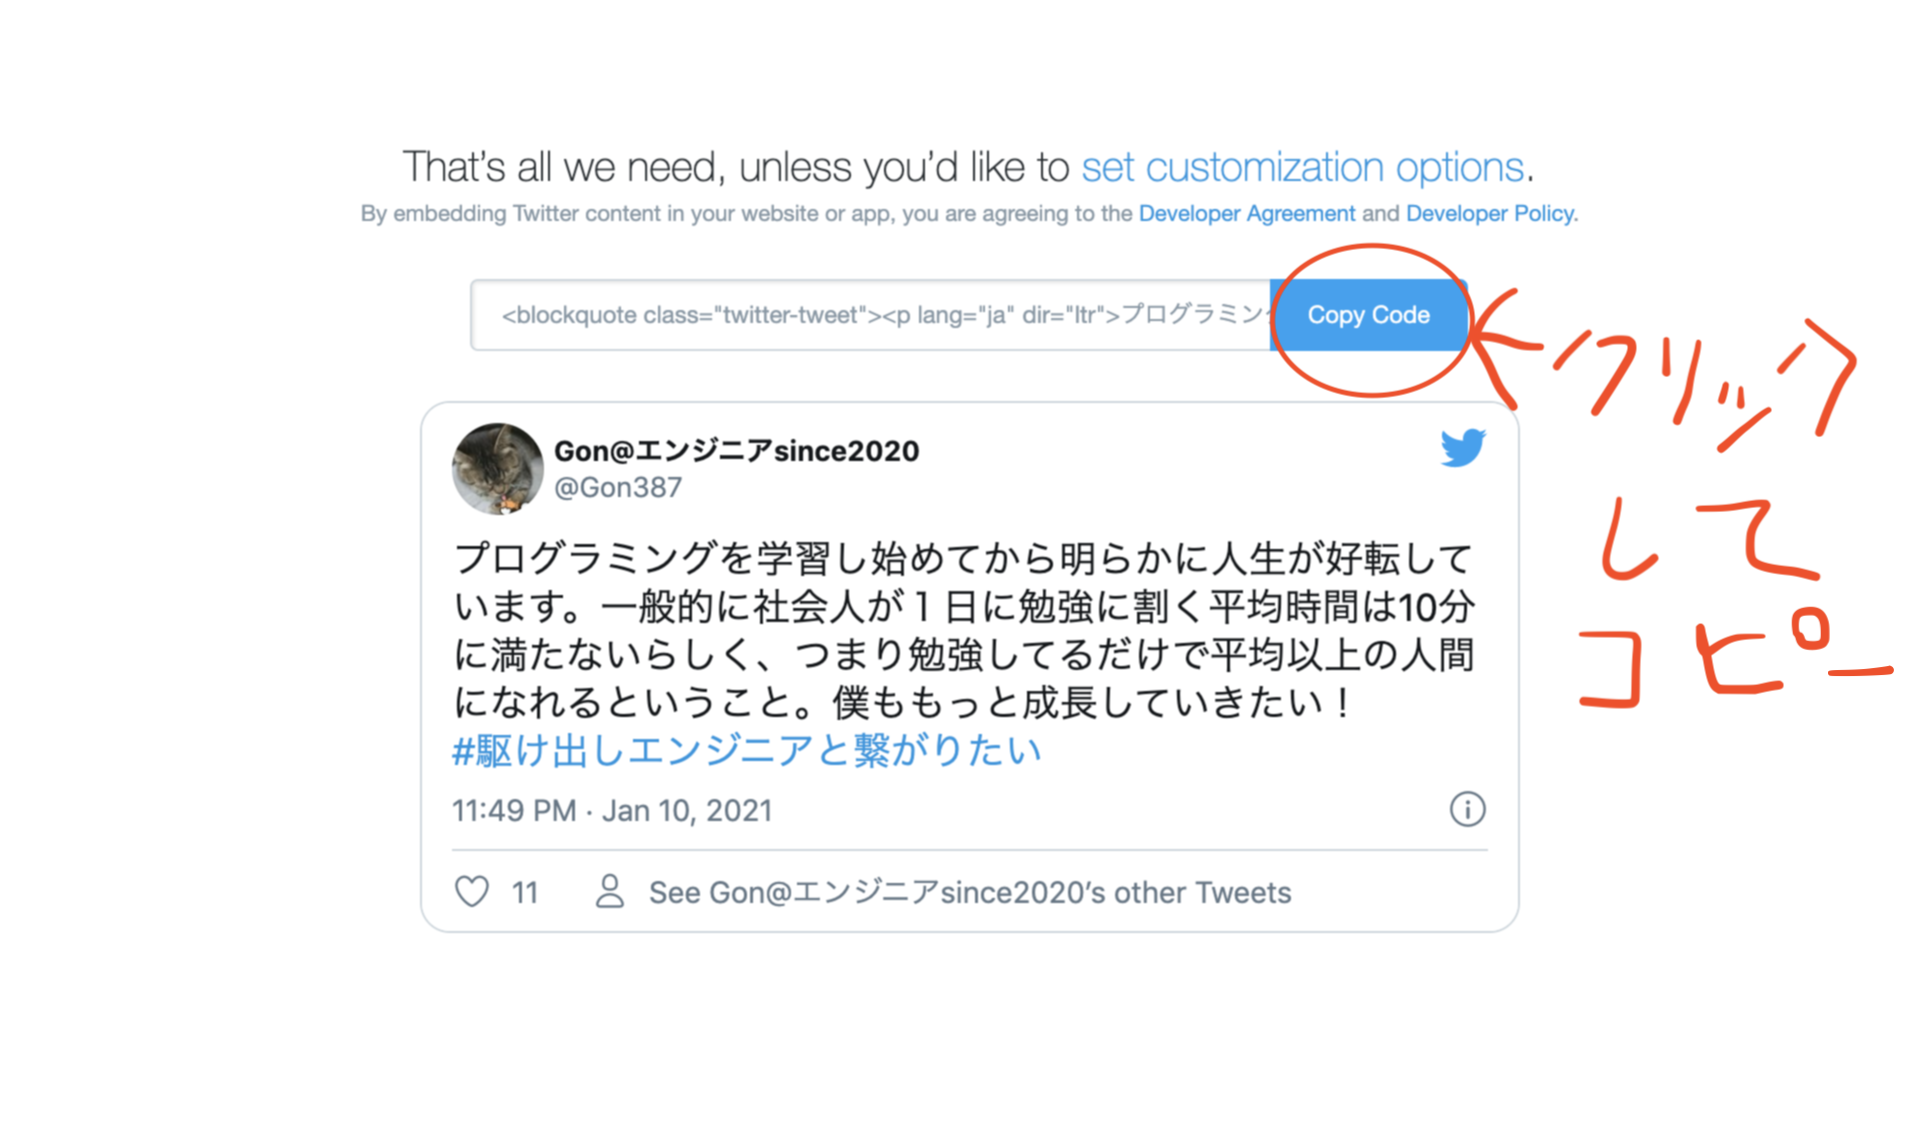 That's all we need, unless you'd like to set customization options.
By embedding Twitter content in your website or app, you are agreeing to the Developer Agreement and Developer Policy.
<blockquote class="twitter-tweet"><p lang="ja" dir="ltr">プログラミング
Copy Code
クリック
して
コピー
Gon@エンジニアsince2020
@Gon387
プログラミングを学習し始めてから明らかに人生が好転して
います。一般的に社会人が１日に勉強に割く平均時間は10分
に満たないらしく、つまり勉強してるだけで平均以上の人間
になれるということ。僕ももっと成長していきたい！
#駆け出しエンジニアと繋がりたい
11:49 PM · Jan 10, 2021
11
See Gon@エンジニアsince2020's other Tweets